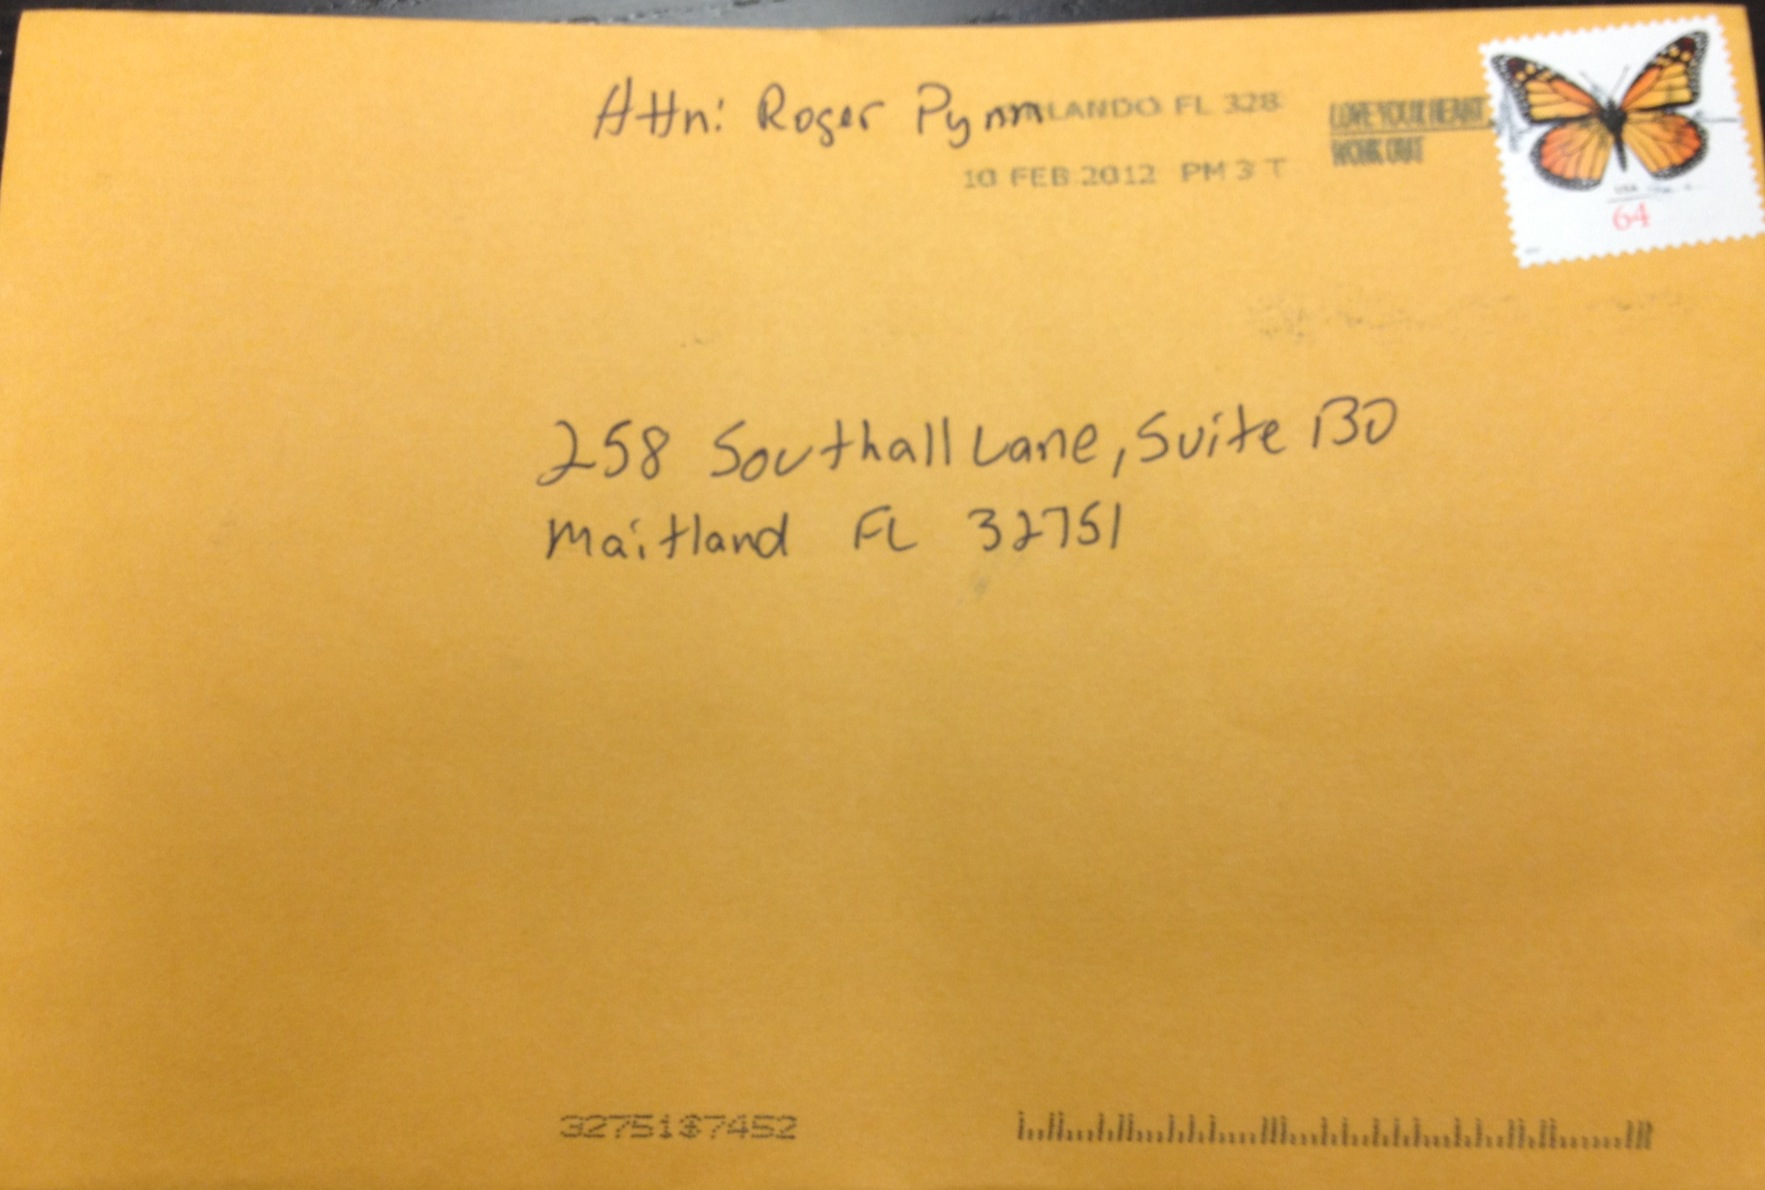 Attn: Roger Pynn
ORLANDO FL 328
10 FEB 2012 PM 3 T
LOVE YOUR HEART,
WORK OUT
USA
64
258 Southall Lane, Suite 130
Maitland FL 32751
32751$7452